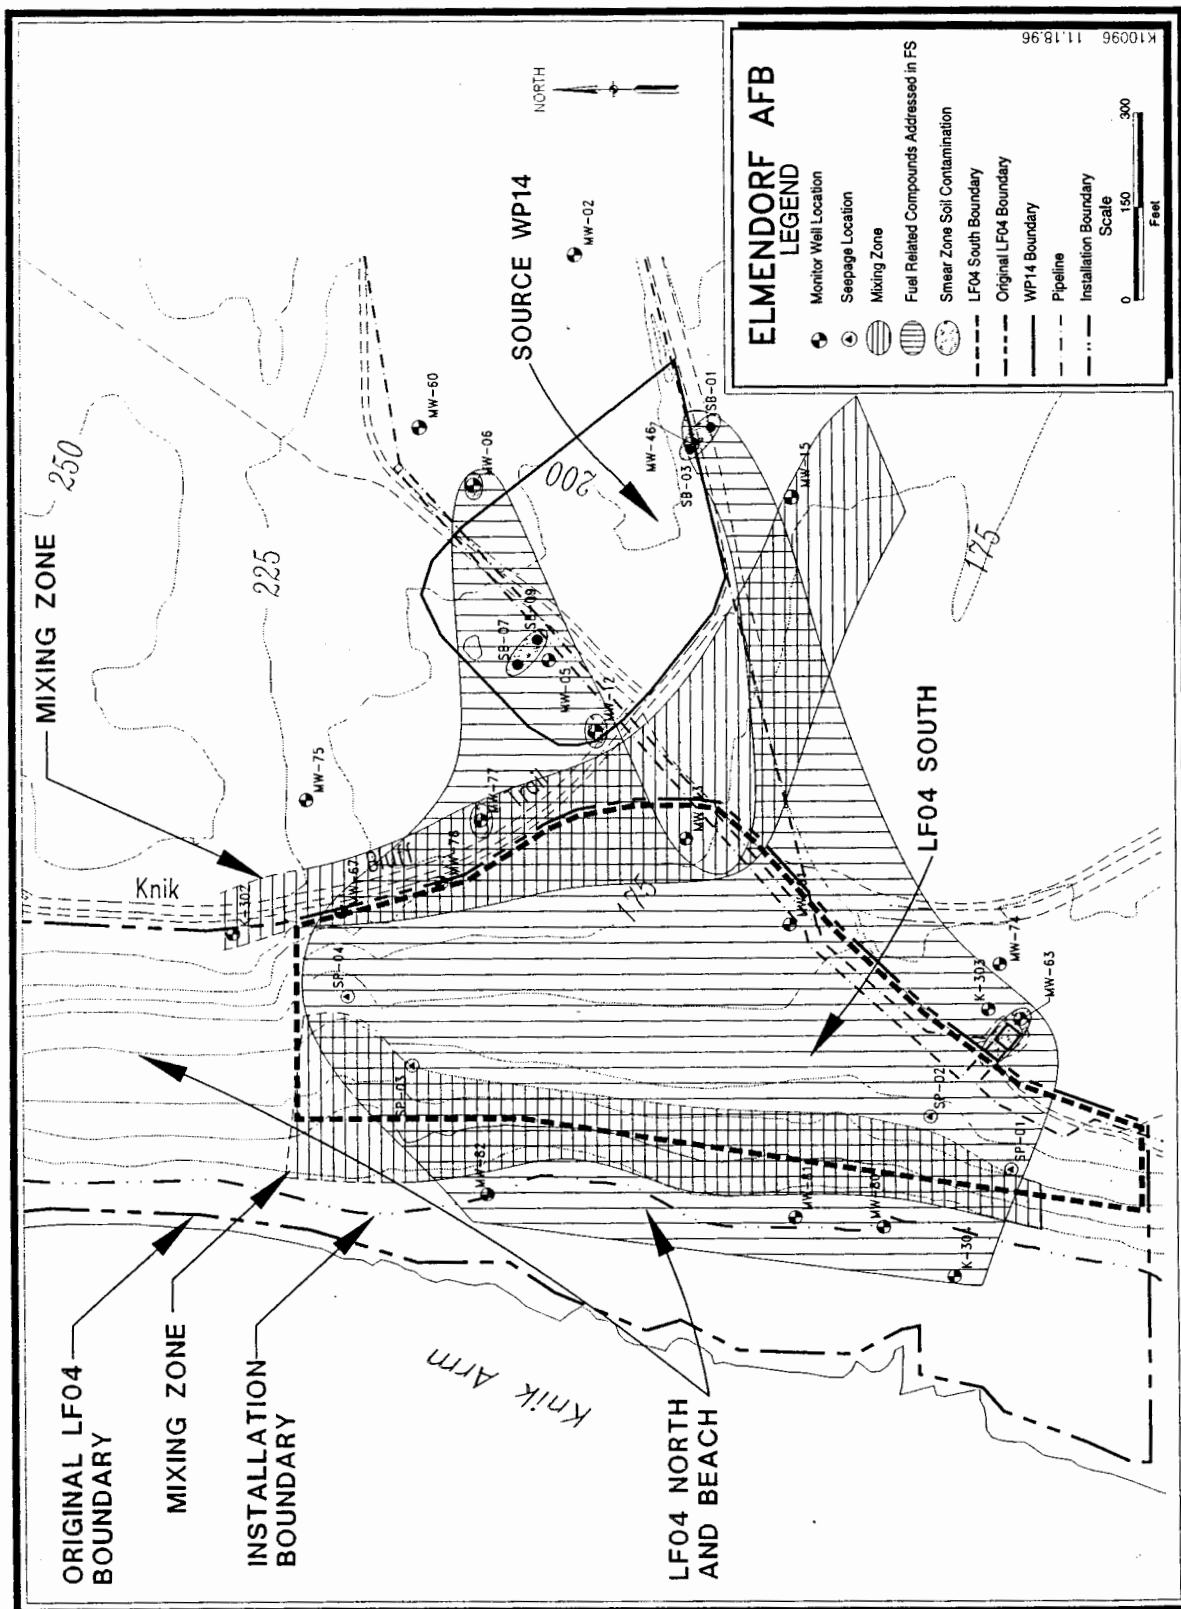 ORIGINAL LF04
BOUNDARY
MIXING ZONE
INSTALLATION
BOUNDARY
LF04 NORTH
AND BEACH
Knik Arm
MIXING ZONE
Knik
Bluff
Trail
250
225
200
175
175
NORTH
SOURCE WP14
LF04 SOUTH
K-302
MW-67
MW-78
MW-77
MW-75
MW-60
MW-06
MW-02
SB-07
SB-09
MW-05
MW-12
MW-46
SB-03
SB-01
MW-15
SP-04
SP-03
MW-82
MW-81
MW-80
K-304
SP-02
SP-01
K-303
MW-74
MW-63
ELMENDORF AFB
LEGEND
Monitor Well Location
Seepage Location
Mixing Zone
Fuel Related Compounds Addressed in FS
Smear Zone Soil Contamination
LF04 South Boundary
Original LF04 Boundary
WP14 Boundary
Pipeline
Installation Boundary
Scale
0 150 300
Feet
K10096 11.18.96